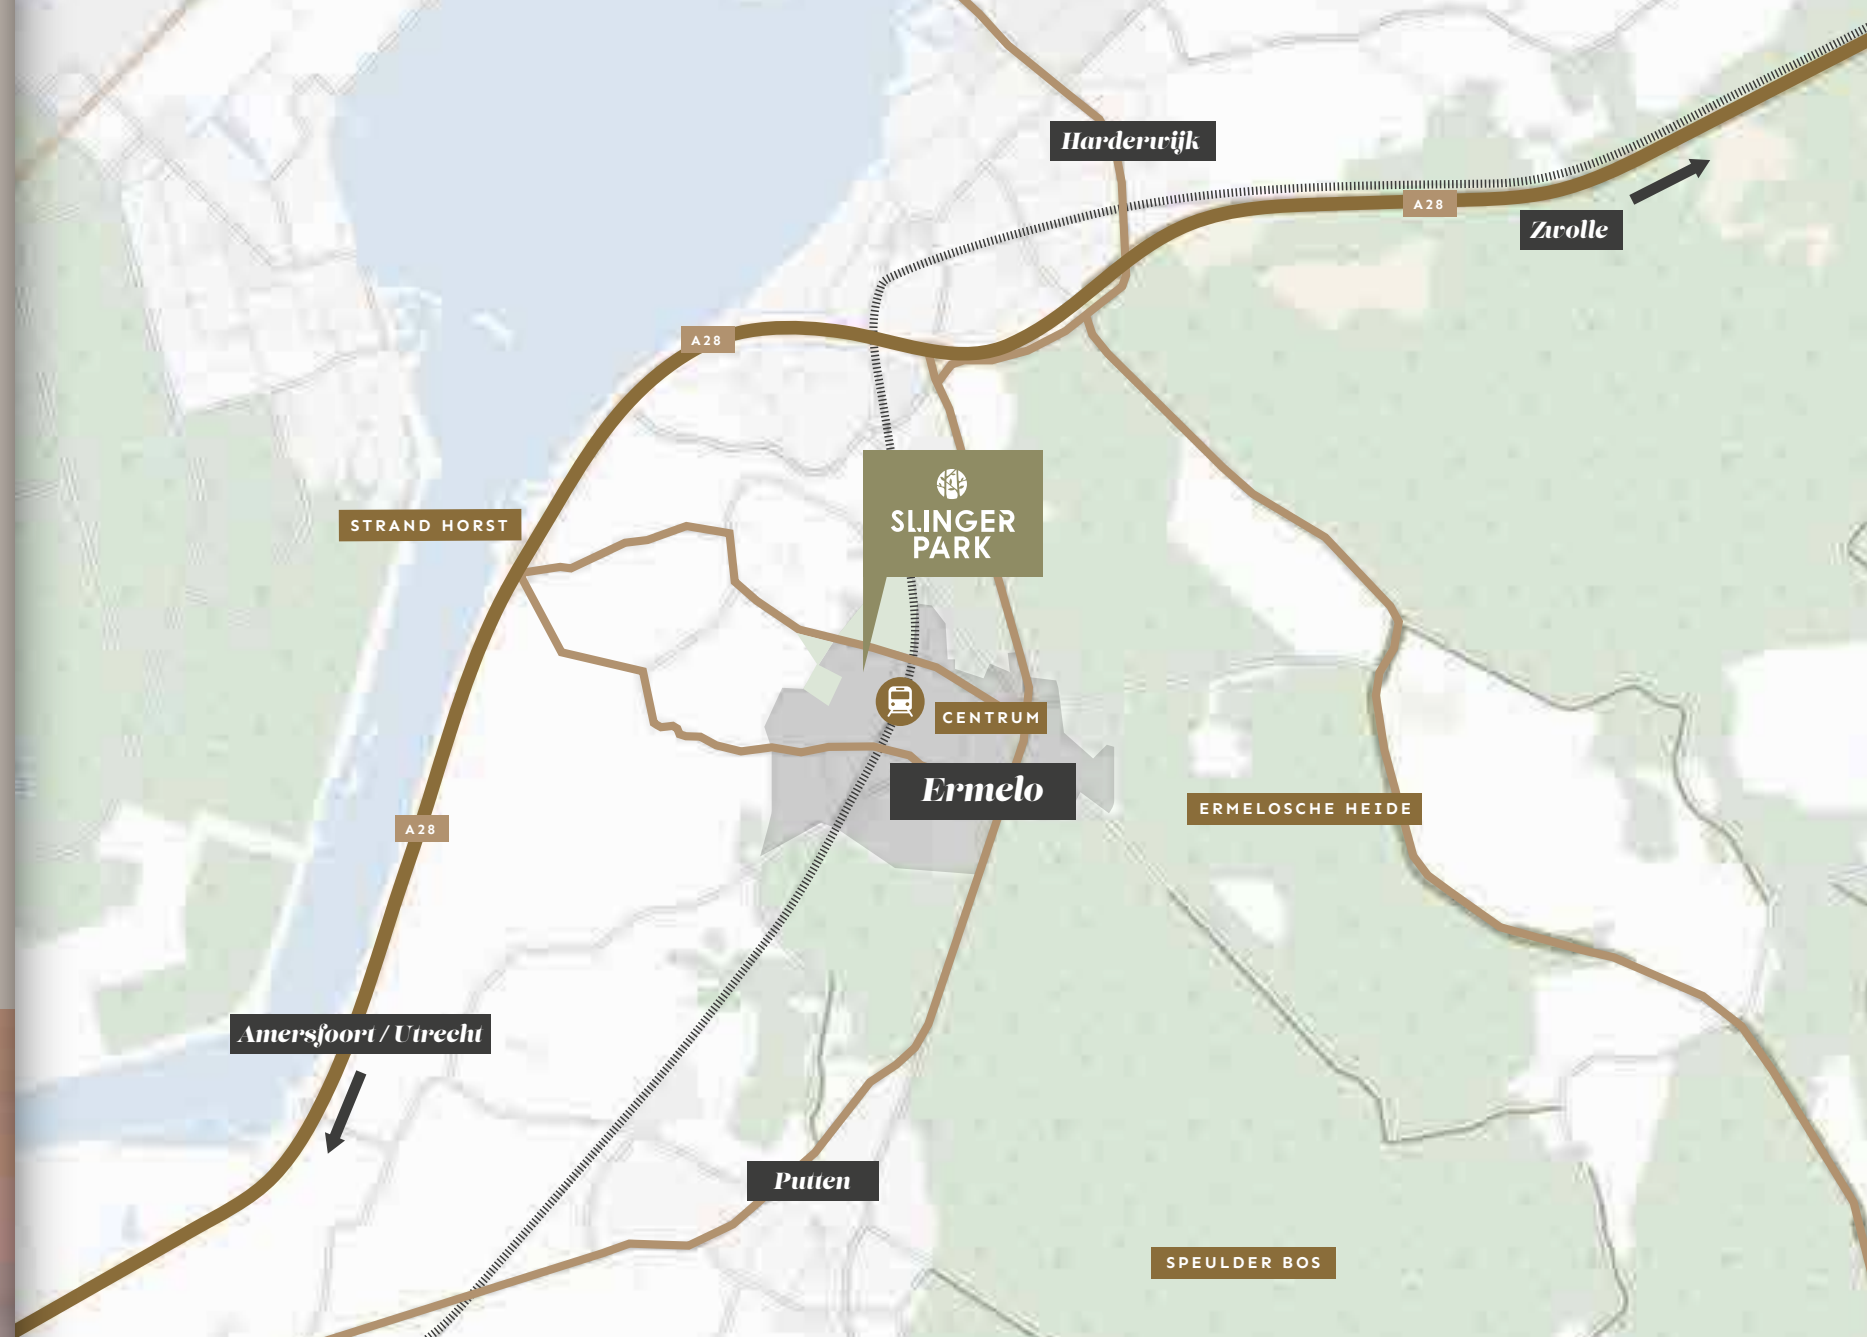 Harderwijk
A28
Zwolle
A28
SLINGER
PARK
STRAND HORST
CENTRUM
Ermelo
ERMELOSCHE HEIDE
A28
Amersfoort / Utrecht
Putten
SPEULDER BOS